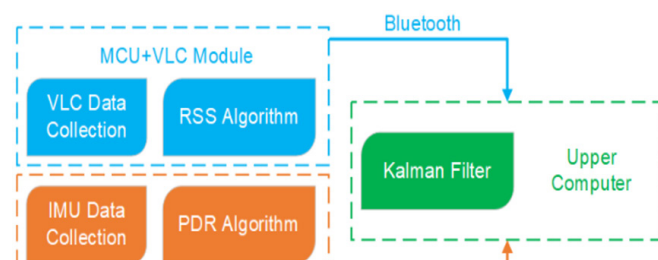 Bluetooth
MCU+VLC Module
VLC Data
Collection
RSS Algorithm
Kalman Filter
Upper
Computer
IMU Data
Collection
PDR Algorithm